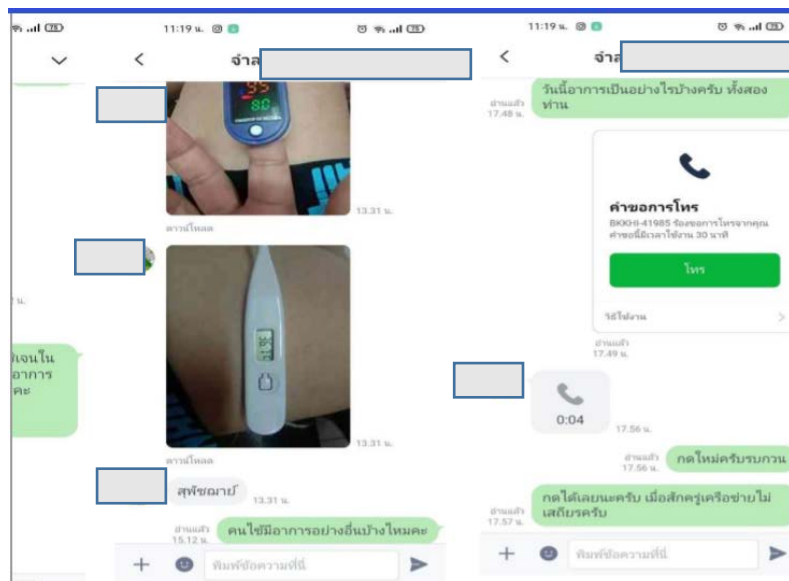 11:19 น.
จำล
95
80
13.31 น.
ดาวน์โหลด
13.31 น.
ดาวน์โหลด
สุพัชฌาย์
13.31 น.
อ่านแล้ว
15.12 น.
คนไข้มีอาการอย่างอื่นบ้างไหมคะ
พิมพ์ข้อความที่นี่
น.
เจนใน
อาการ
คะ
11:19 น.
จำล
วันนี้อาการเป็นอย่างไรบ้างครับ ทั้งสอง
ท่าน
อ่านแล้ว
17.48 น.
คำขอการโทร
BKKHI-41985 ร้องขอการโทรจากคุณ
คำขอนี้มีเวลาใช้งาน 30 นาที
โทร
วิธีใช้งาน
อ่านแล้ว
17.49 น.
0:04
17.56 น.
อ่านแล้ว
17.56 น.
กดใหม่ครับรบกวน
กดได้เลยนะครับ เมื่อสักครู่เครือข่ายไม่
เสถียรครับ
อ่านแล้ว
17.57 น.
พิมพ์ข้อความที่นี่